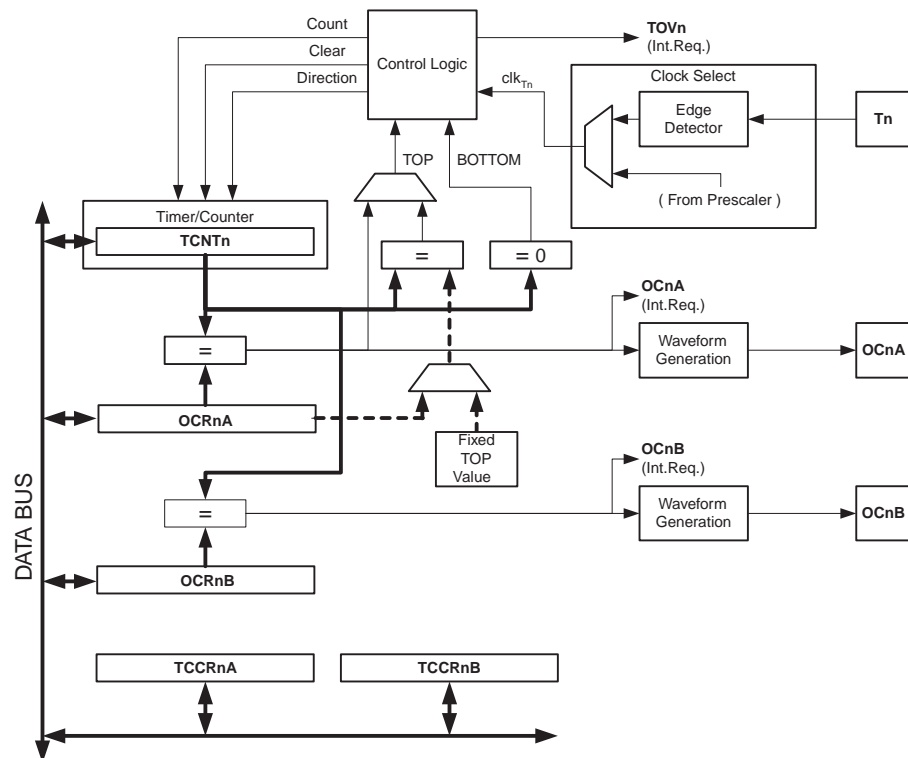 Count
Clear
Direction
Control Logic
TOVn
(Int.Req.)
Clock Select
clkTn
Edge
Detector
Tn
( From Prescaler )
TOP
BOTTOM
Timer/Counter
TCNTn
=
= 0
OCnA
(Int.Req.)
=
Waveform
Generation
OCnA
OCRnA
Fixed
TOP
Value
OCnB
(Int.Req.)
=
Waveform
Generation
OCnB
OCRnB
DATA BUS
TCCRnA
TCCRnB